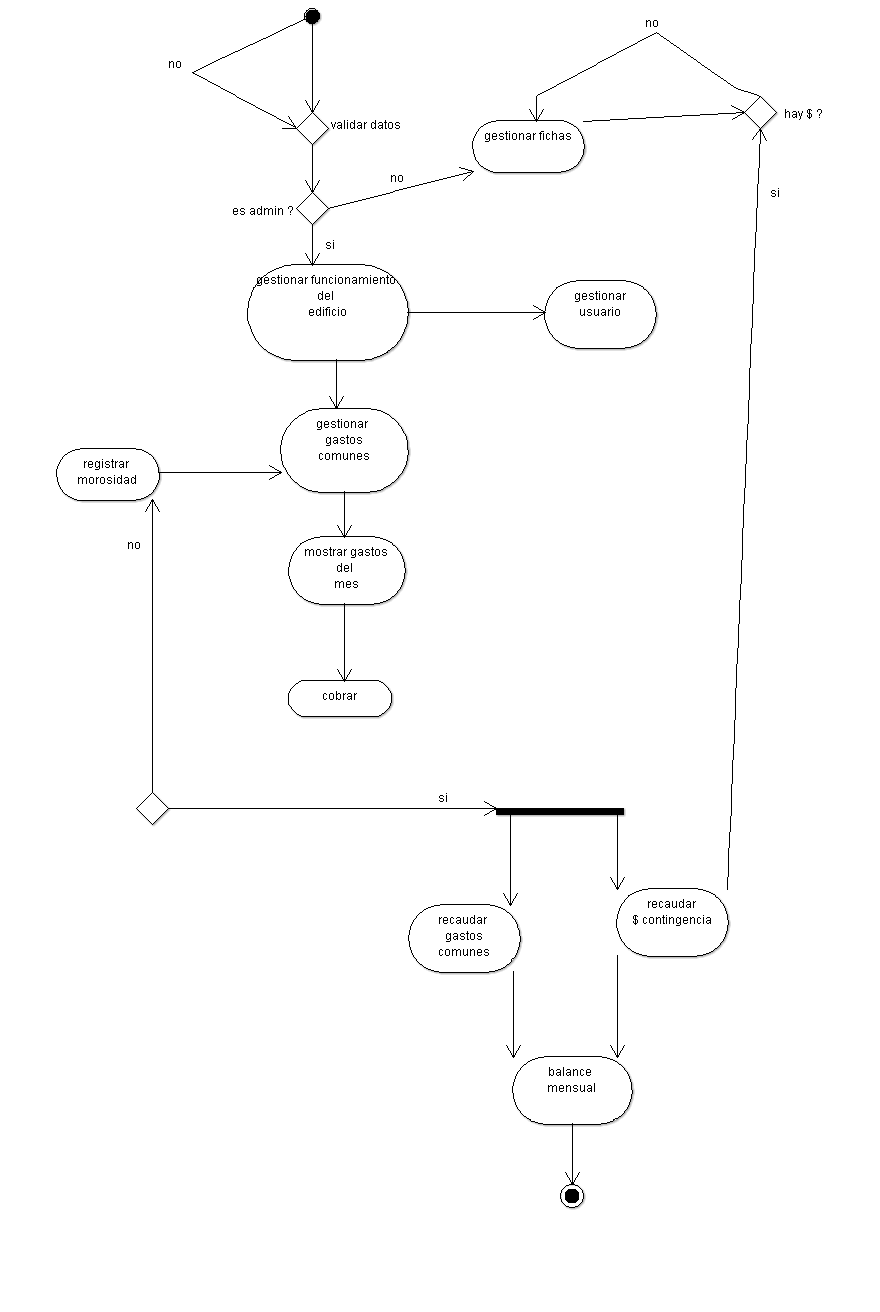 no
no
hay $ ?
validar datos
gestionar fichas
no
si
es admin ?
si
gestionar funcionamiento
del
edificio
gestionar
usuario
gestionar
gastos
comunes
registrar
morosidad
no
mostrar gastos
del
mes
cobrar
si
recaudar
gastos
comunes
recaudar
$ contingencia
balance
mensual